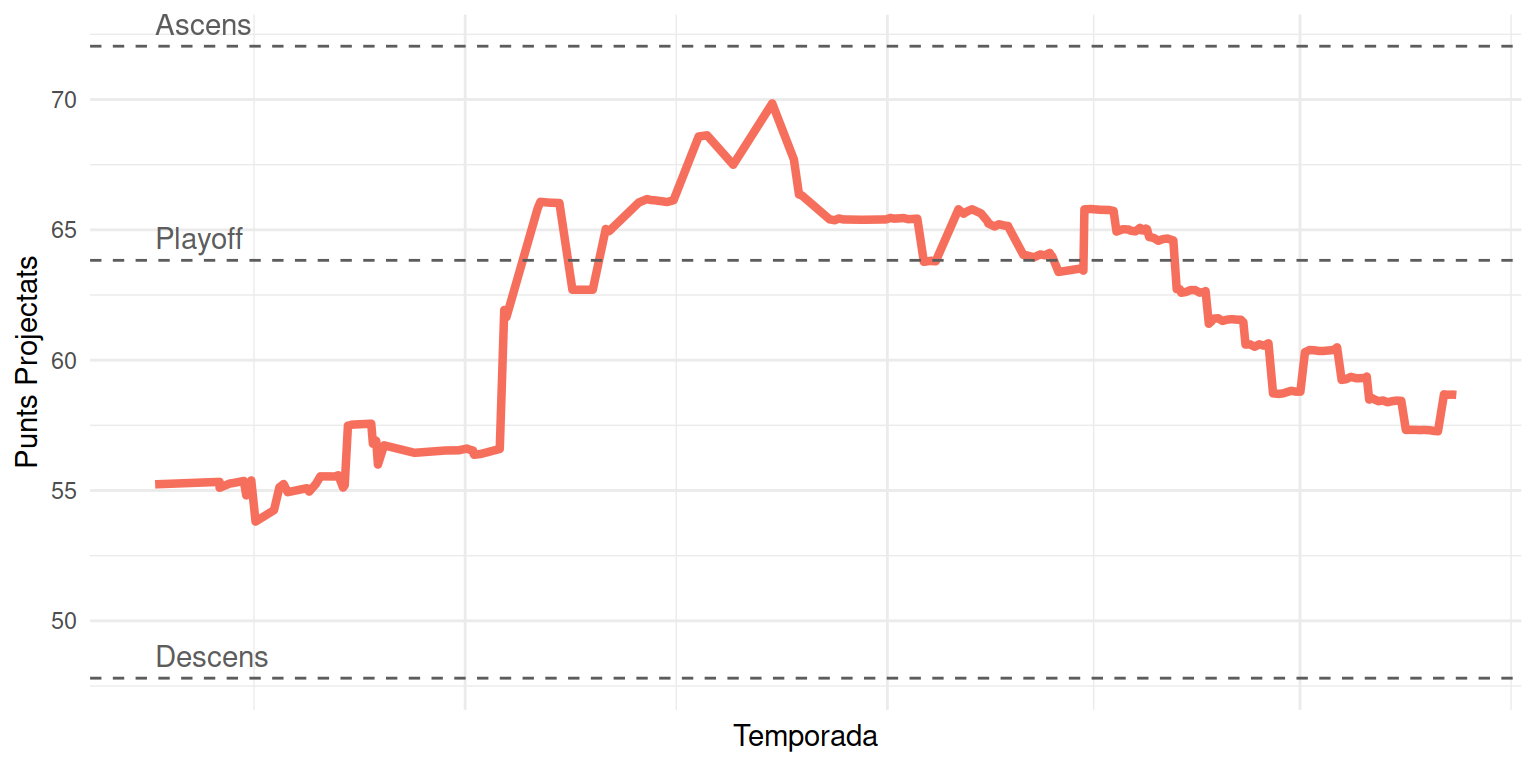 Ascens
70
Playoff
65
Punts Projectats
60
55
50
Descens
Temporada